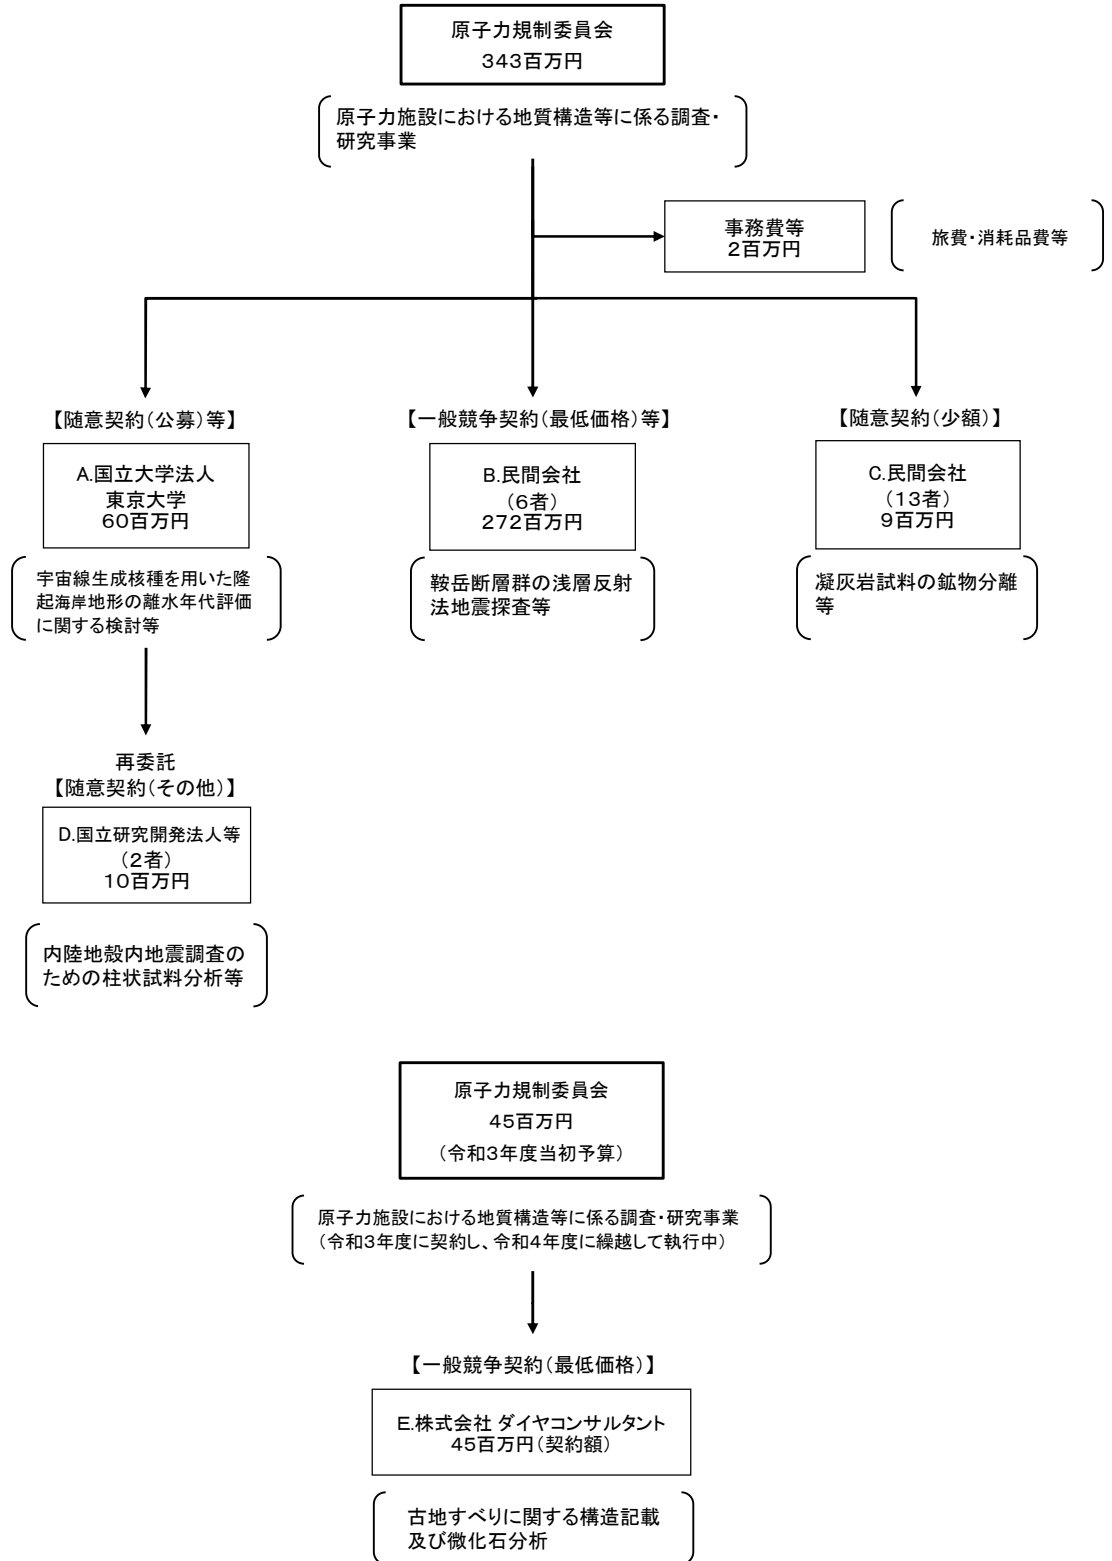 原子力規制委員会
343百万円
原子力施設における地質構造等に係る調査・
研究事業
事務費等
2百万円
旅費・消耗品費等
【随意契約(公募)等】
A.国立大学法人
東京大学
60百万円
宇宙線生成核種を用いた隆
起海岸地形の離水年代評価
に関する検討等
【一般競争契約(最低価格)等】
B.民間会社
(6者)
272百万円
鞍岳断層群の浅層反射
法地震探査等
【随意契約(少額)】
C.民間会社
(13者)
9百万円
凝灰岩試料の鉱物分離
等
再委託
【随意契約(その他)】
D.国立研究開発法人等
(2者)
10百万円
内陸地殻内地震調査の
ための柱状試料分析等
原子力規制委員会
45百万円
(令和3年度当初予算)
原子力施設における地質構造等に係る調査・研究事業
(令和3年度に契約し、令和4年度に繰越して執行中)
【一般競争契約(最低価格)】
E.株式会社 ダイヤコンサルタント
45百万円(契約額)
古地すべりに関する構造記載
及び微化石分析